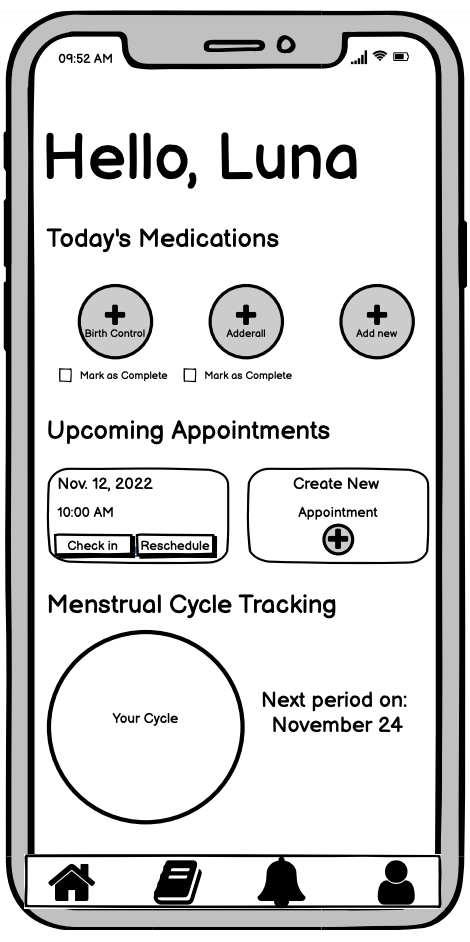 09:52 AM
Hello, Luna
Today's Medications
Birth Control
Adderall
Add new
Mark as Complete
Mark as Complete
Upcoming Appointments
Nov. 12, 2022
10:00 AM
Check in
Reschedule
Create New
Appointment
Menstrual Cycle Tracking
Your Cycle
Next period on:
November 24